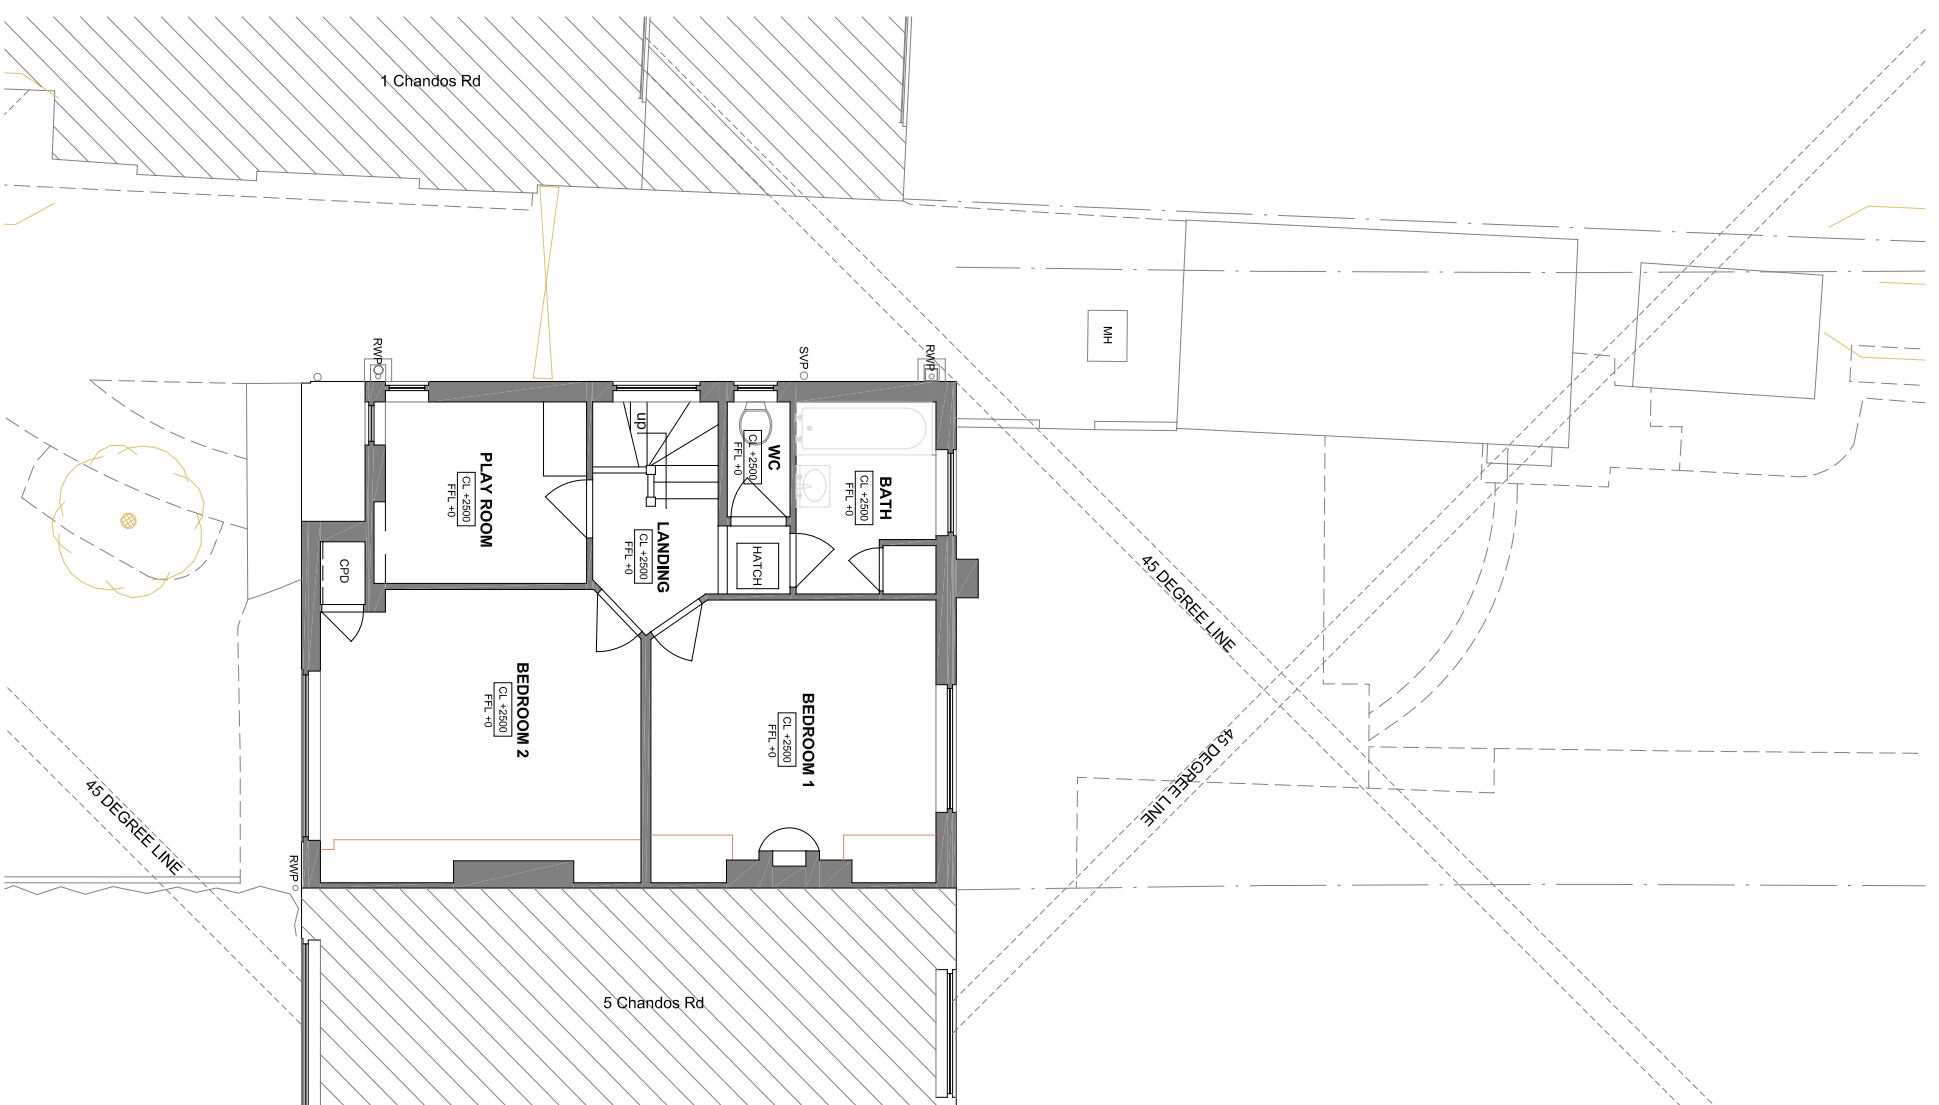 1 Chandos Rd
RWP
SVP
RWP
MH
up
WC
CL +2500
FFL +0
PLAY ROOM
CL +2500
FFL +0
BATH
CL +2500
FFL +0
LANDING
CL +2500
FFL +0
HATCH
CPD
45 DEGREE LINE
BEDROOM 2
CL +2500
FFL +0
BEDROOM 1
CL +2500
FFL +0
45 DEGREE LINE
45 DEGREE LINE
RWP
5 Chandos Rd